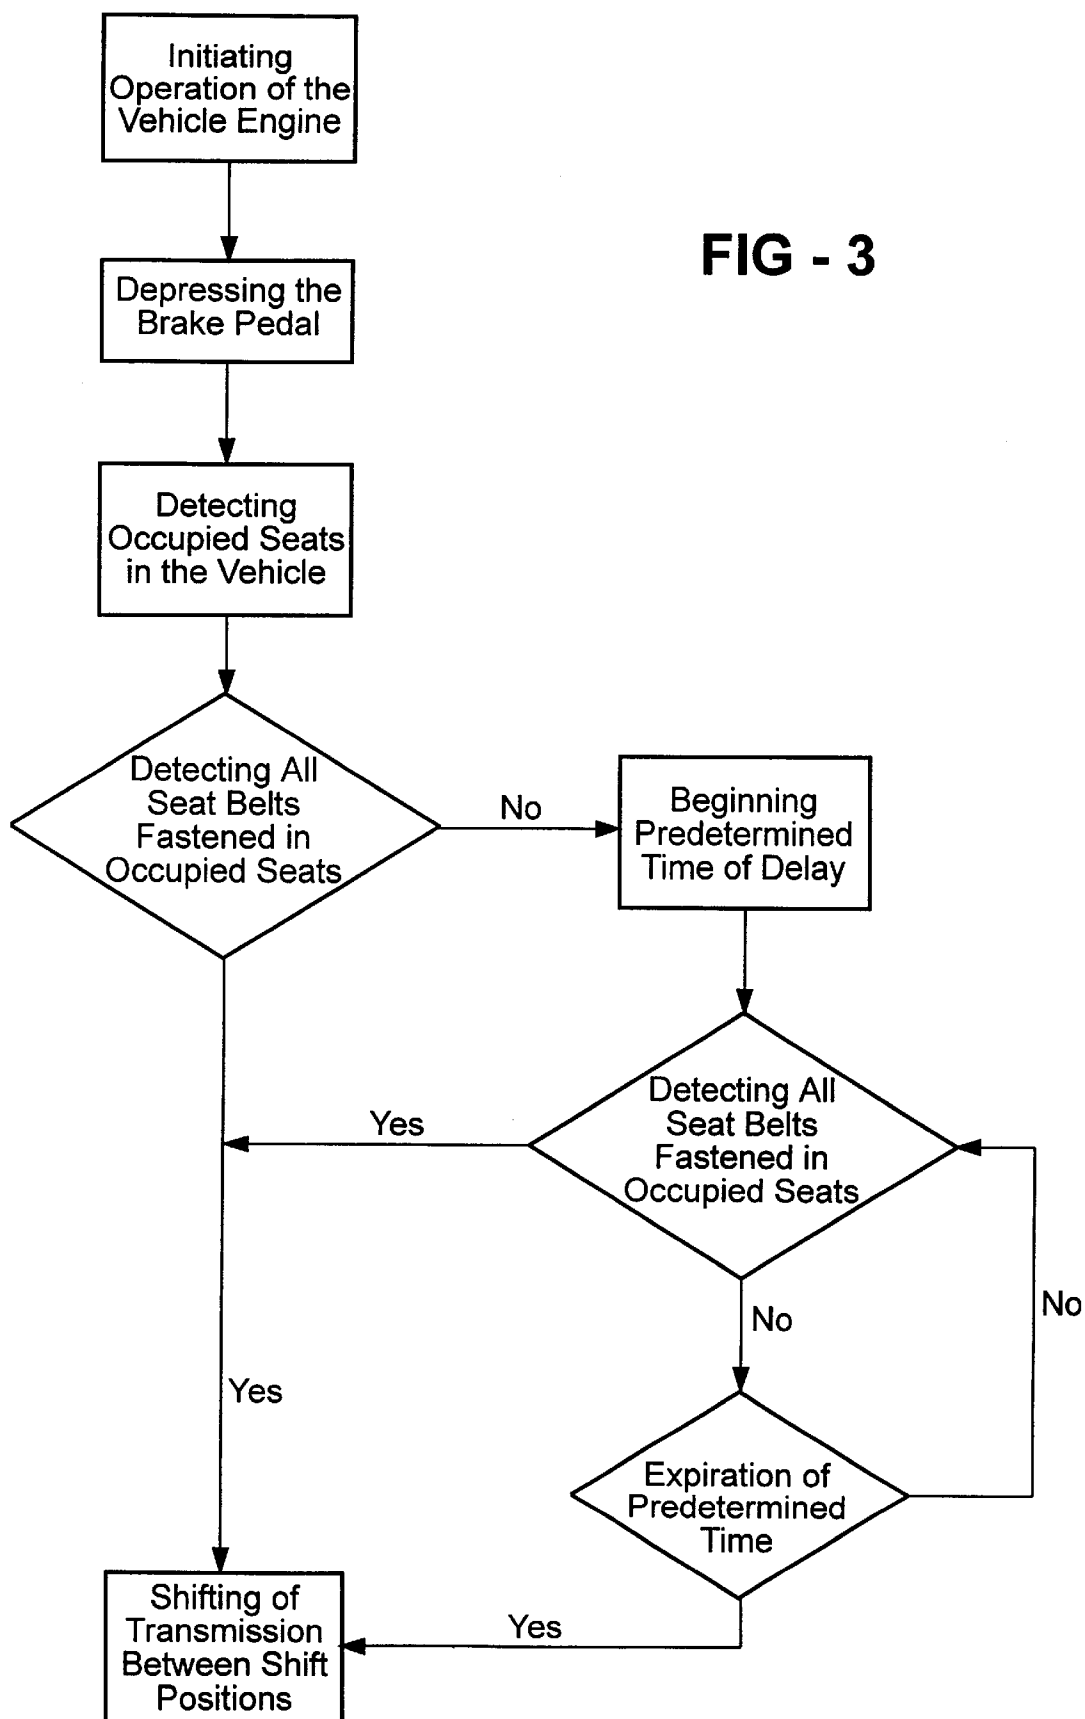 Initiating
Operation of the
Vehicle Engine
FIG - 3
Depressing the
Brake Pedal
Detecting
Occupied Seats
in the Vehicle
Detecting All
Seat Belts
Fastened in
Occupied Seats
No
Beginning
Predetermined
Time of Delay
Detecting All
Seat Belts
Fastened in
Occupied Seats
Yes
No
No
Yes
Expiration of
Predetermined
Time
Yes
Shifting of
Transmission
Between Shift
Positions